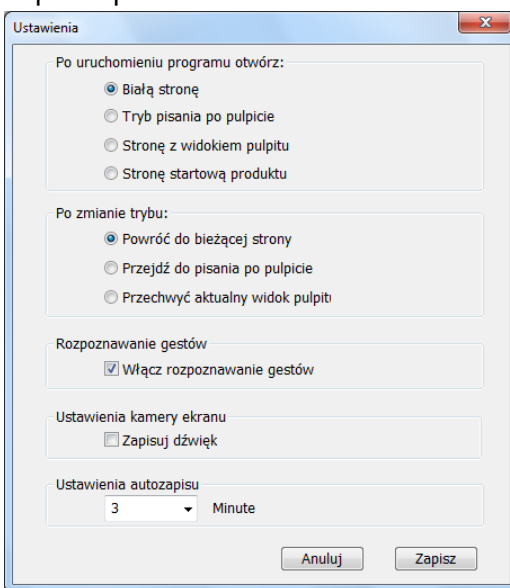 Ustawienia
Po uruchomieniu programu otwórz:
Białą stronę
Tryb pisania po pulpicie
Stronę z widokiem pulpitu
Stronę startową produktu
Po zmianie trybu:
Powróć do bieżącej strony
Przejdź do pisania po pulpicie
Przechwyć aktualny widok pulpitu
Rozpoznawanie gestów
Włącz rozpoznawanie gestów
Ustawienia kamery ekranu
Zapisuj dźwięk
Ustawienia autozapisu
3 Minute
Anuluj Zapisz